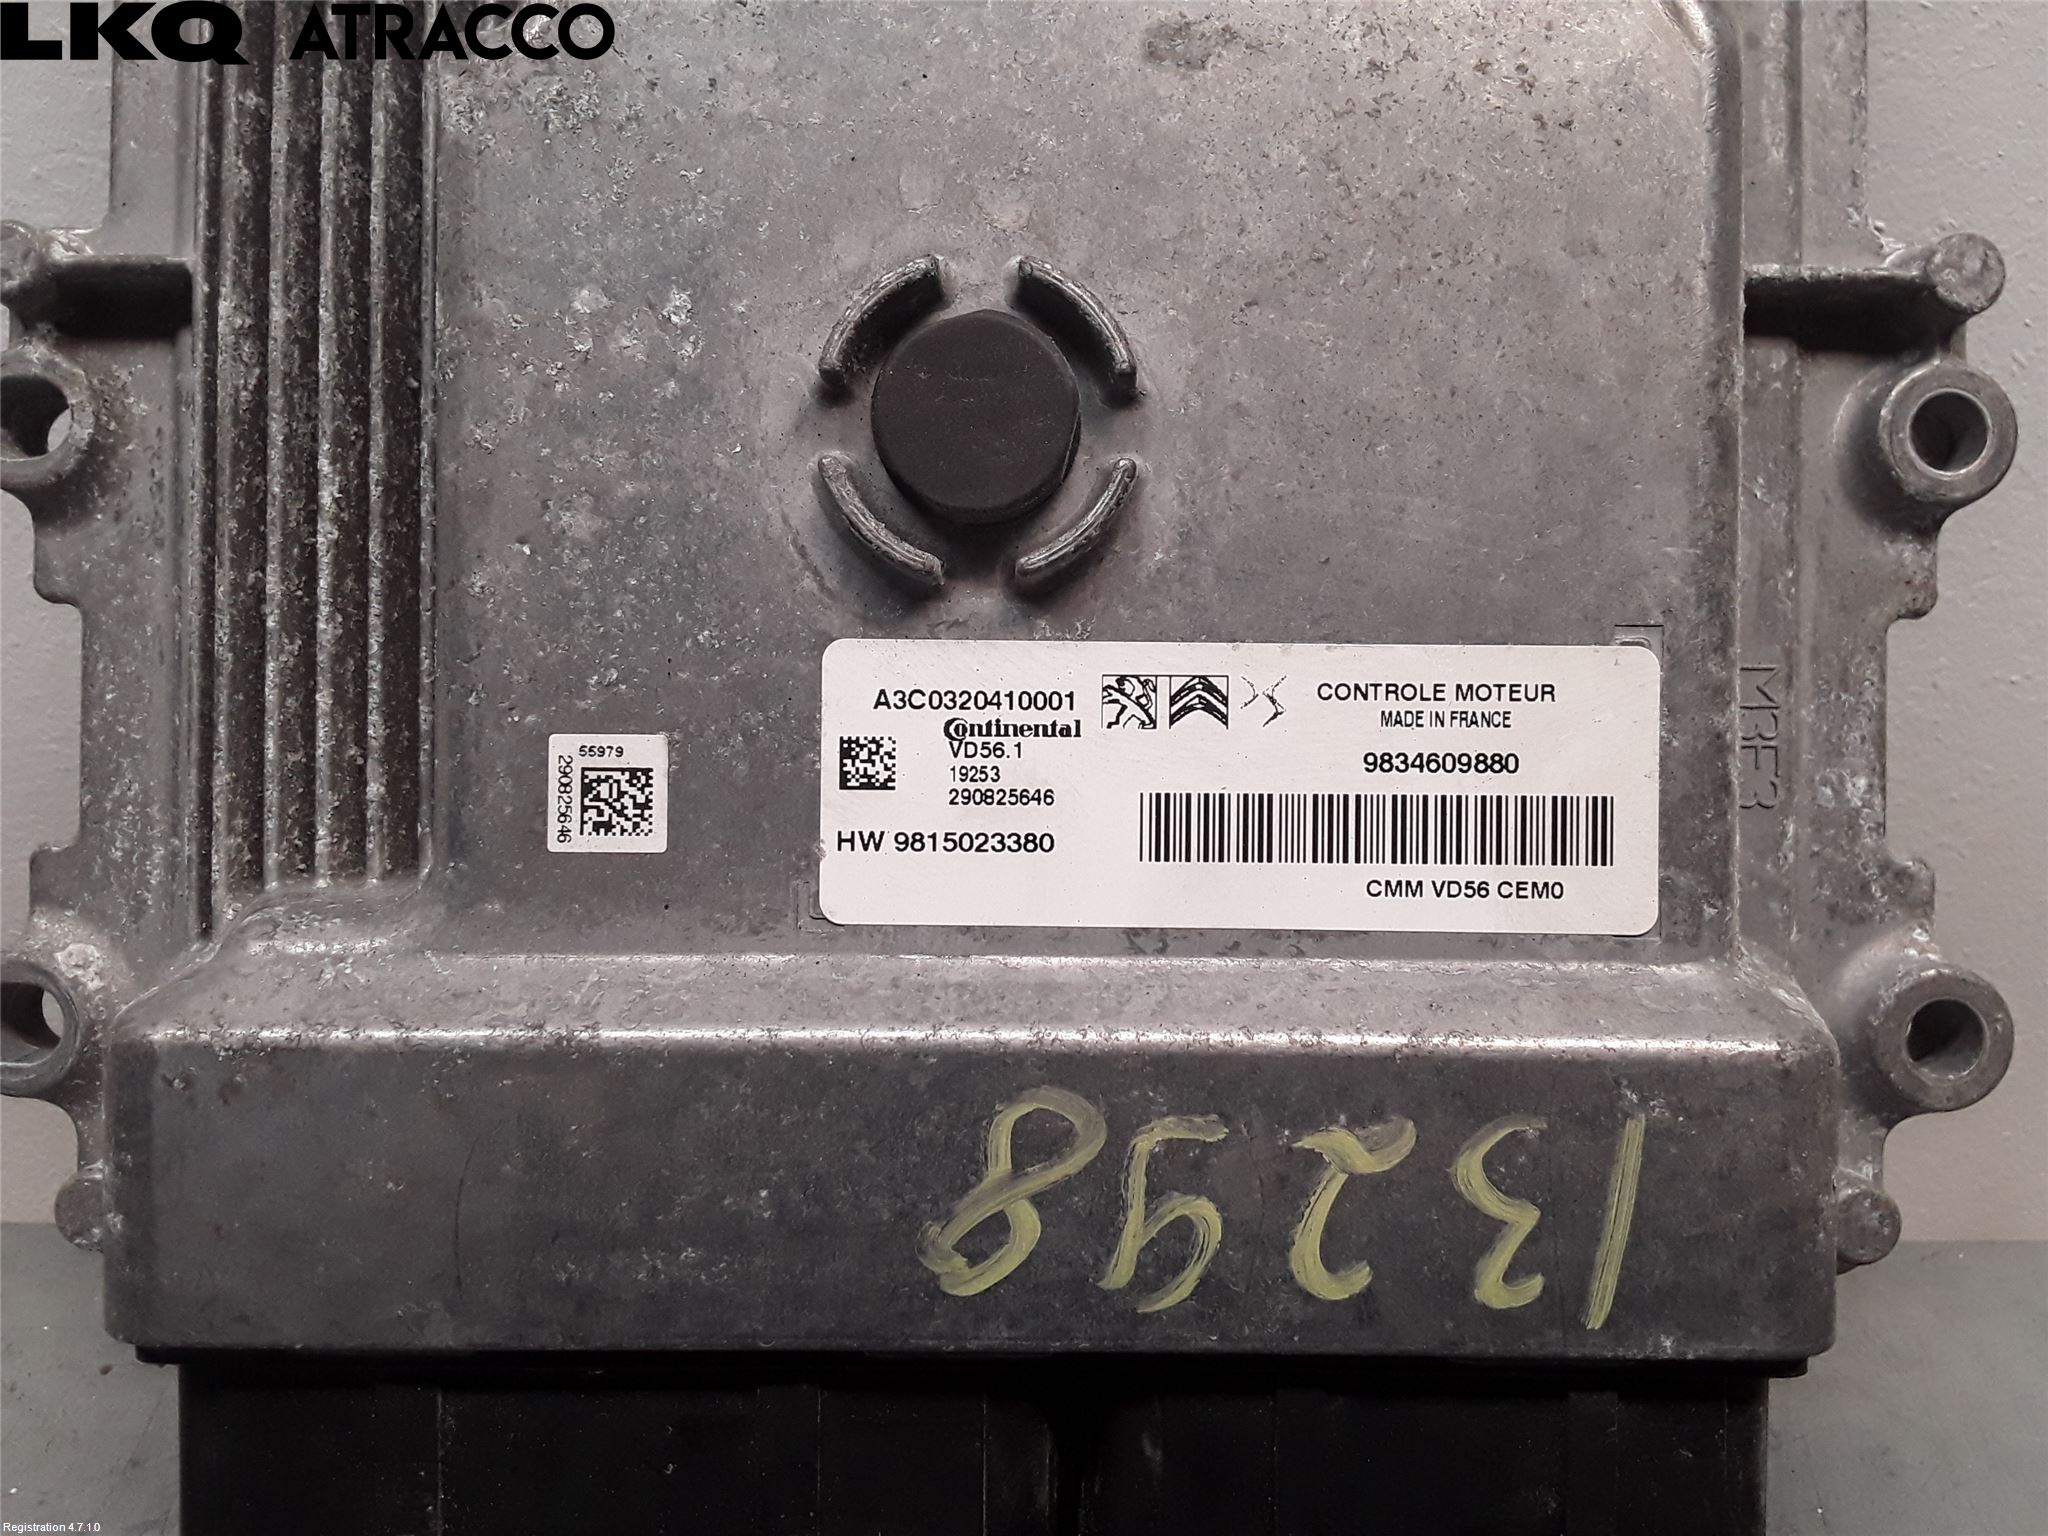 LKQ ATRACCO
A3C0320410001
Continental
VD56.1
19253
290825646
HW 9815023380
CONTROLE MOTEUR
MADE IN FRANCE
9834609880
CMM VD56 CEM0
55979
290825646
MRF3
Registration 4.7.1.0